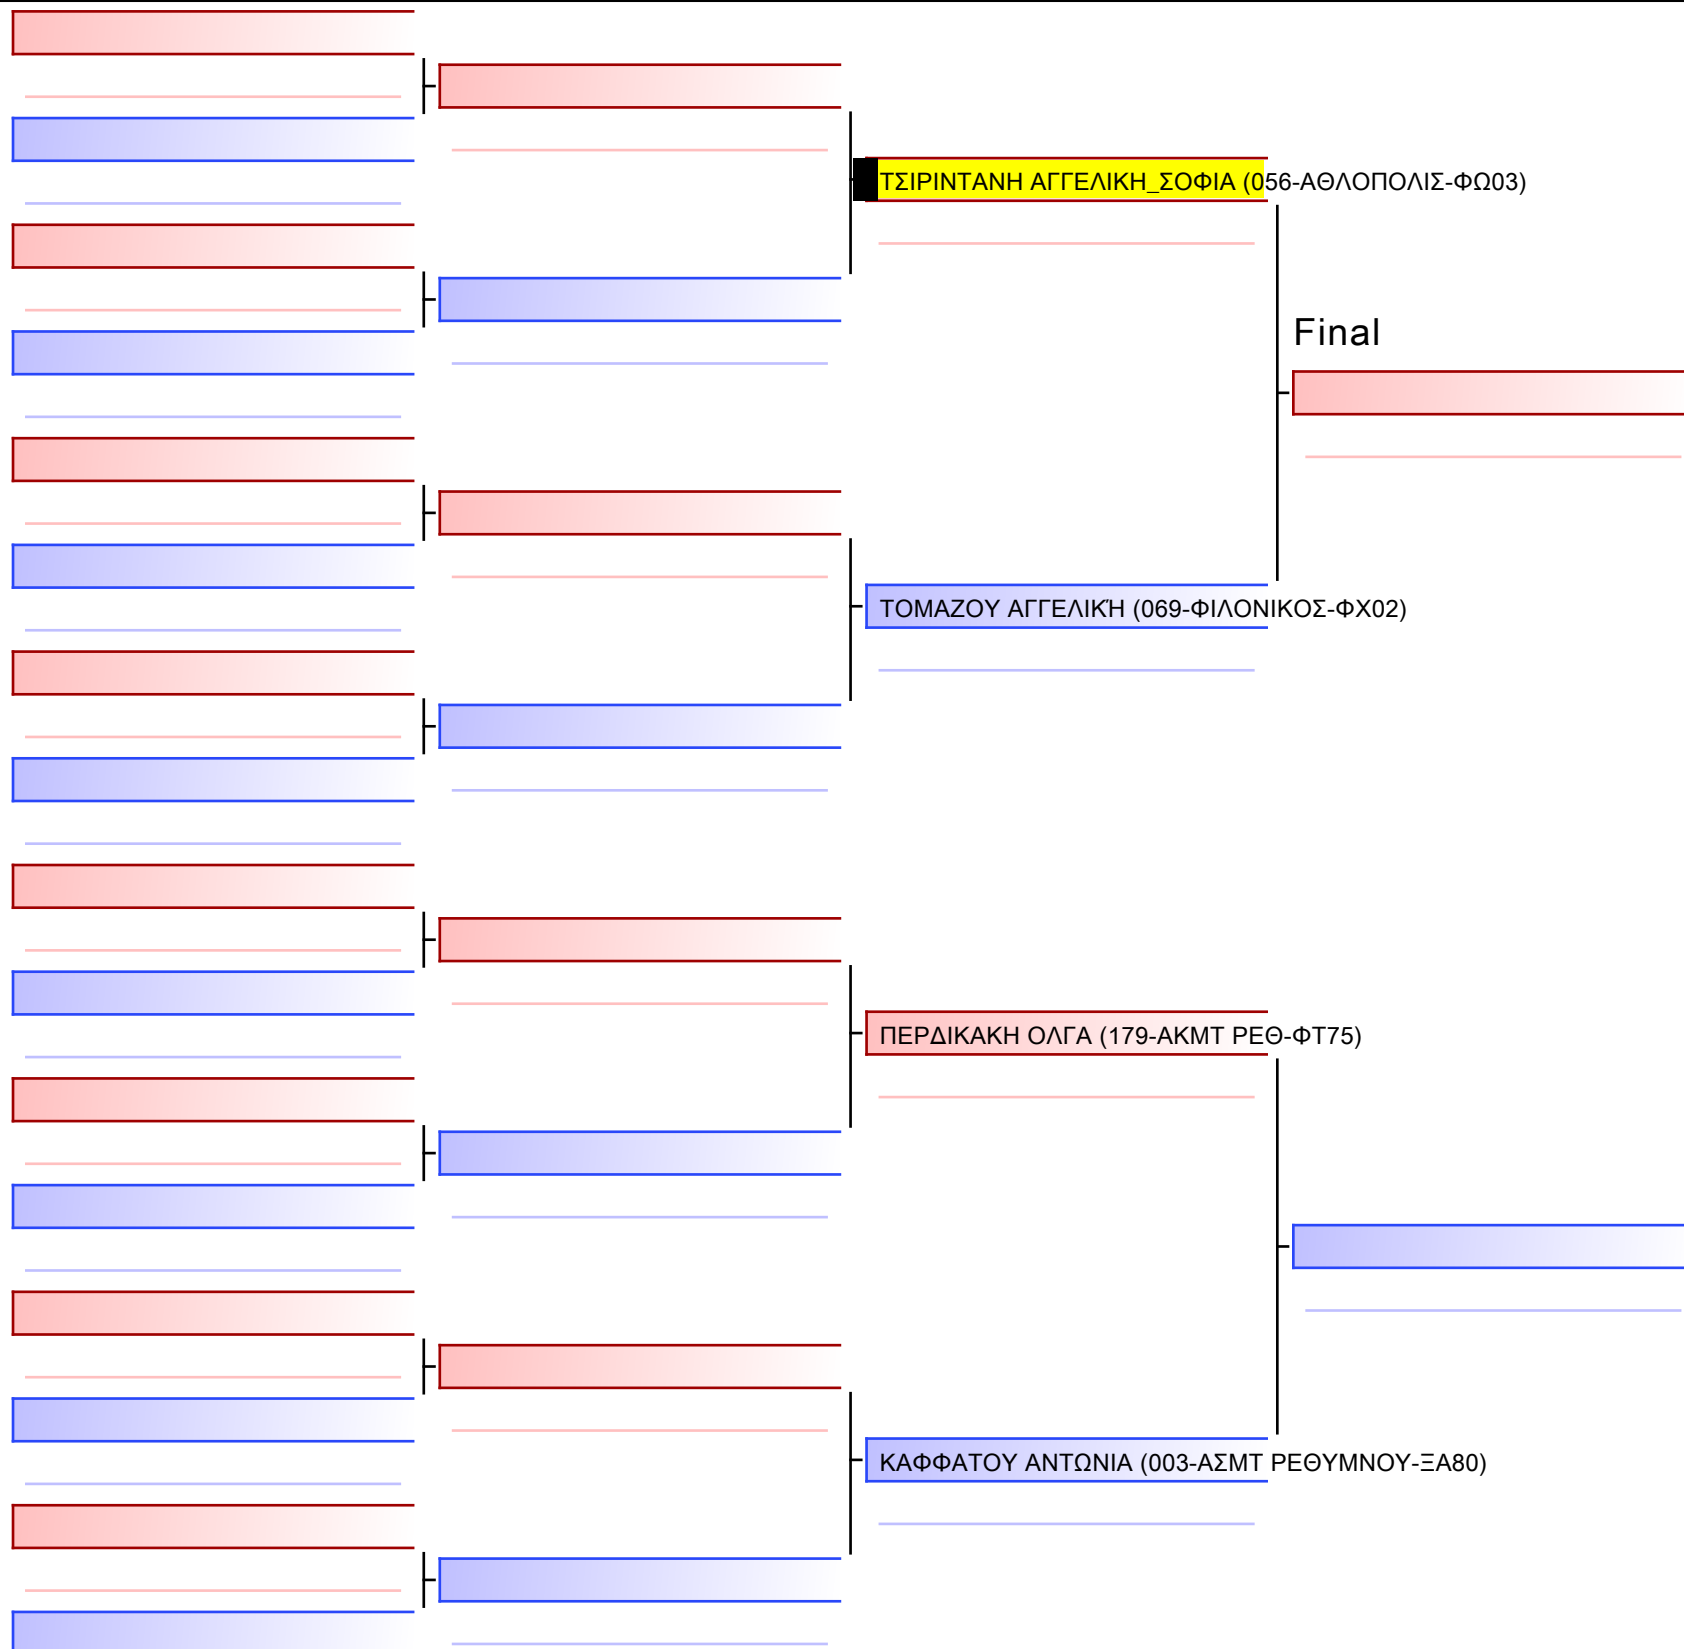 ΤΣΙΡΙΝΤΑΝΗ ΑΓΓΕΛΙΚΗ_ΣΟΦΙΑ (056-ΑΘΛΟΠΟΛΙΣ-ΦΩ03)
Final
ΤΟΜΑΖΟΥ ΑΓΓΕΛΙΚΉ (069-ΦΙΛΟΝΙΚΟΣ-ΦΧ02)
ΠΕΡΔΙΚΑΚΗ ΟΛΓΑ (179-ΑΚΜΤ ΡΕΘ-ΦΤ75)
ΚΑΦΦΑΤΟΥ ΑΝΤΩΝΙΑ (003-ΑΣΜΤ ΡΕΘΥΜΝΟΥ-ΞΑ80)